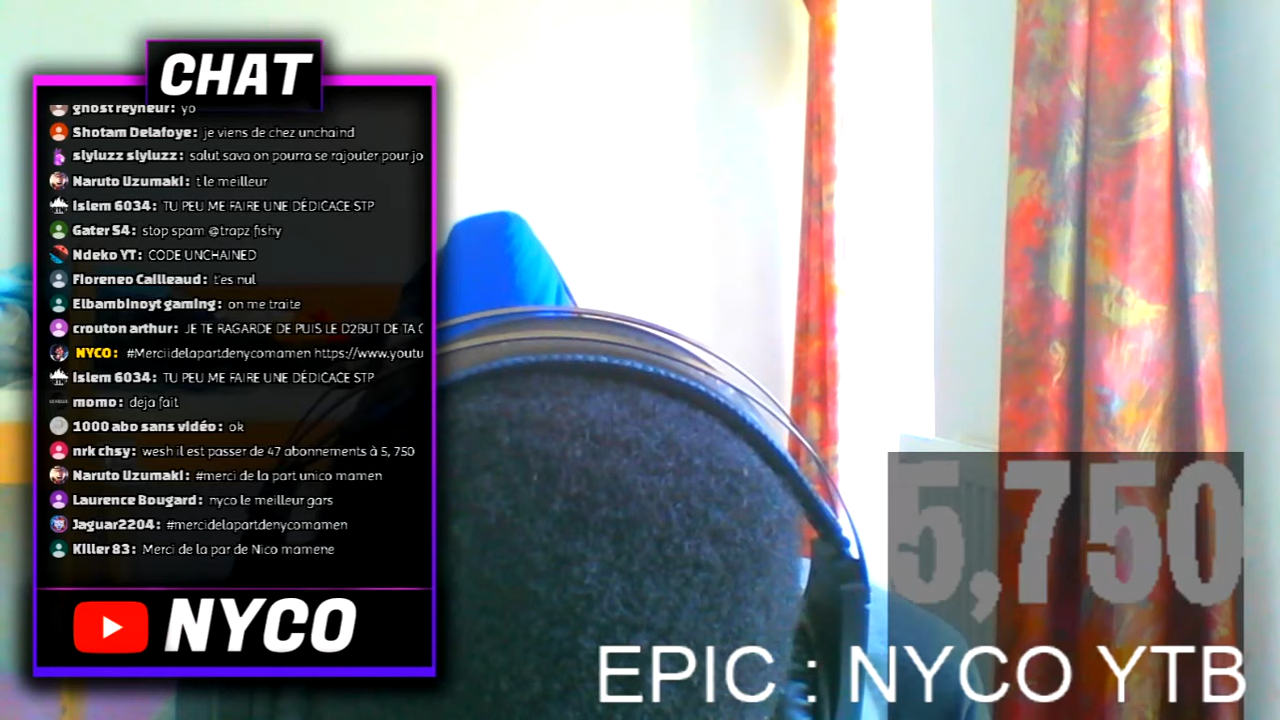 CHAT
ghost reyneur: yo
Shotam Delafoye: je viens de chez unchaind
slyluzz slyluzz: salut sava on pourra se rajouter pour jo
Naruto Uzumaki: t le meilleur
Islem 6034: TU PEU ME FAIRE UNE DÉDICACE STP
Gater 54: stop spam @trapz fishy
Ndeko YT: CODE UNCHAINED
Floreneo Cailleaud: t'es nul
Elbambinoyt gaming: on me traite
crouton arthur: JE TE RAGARDE DE PUIS LE D2BUT DE TA C
NYCO: #Merciidelapartdenycomamen https://www.youtu
Islem 6034: TU PEU ME FAIRE UNE DÉDICACE STP
momo: deja fait
1000 abo sans vidéo: ok
nrk chsy: wesh il est passer de 47 abonnements à 5, 750
Naruto Uzumaki: #merci de la part unico mamen
Laurence Bougard: nyco le meilleur gars
Jaguar2204: #mercidelapartdenycomamen
Killer 83: Merci de la par de Nico mamene
NYCO
5,750
EPIC : NYCO YTB